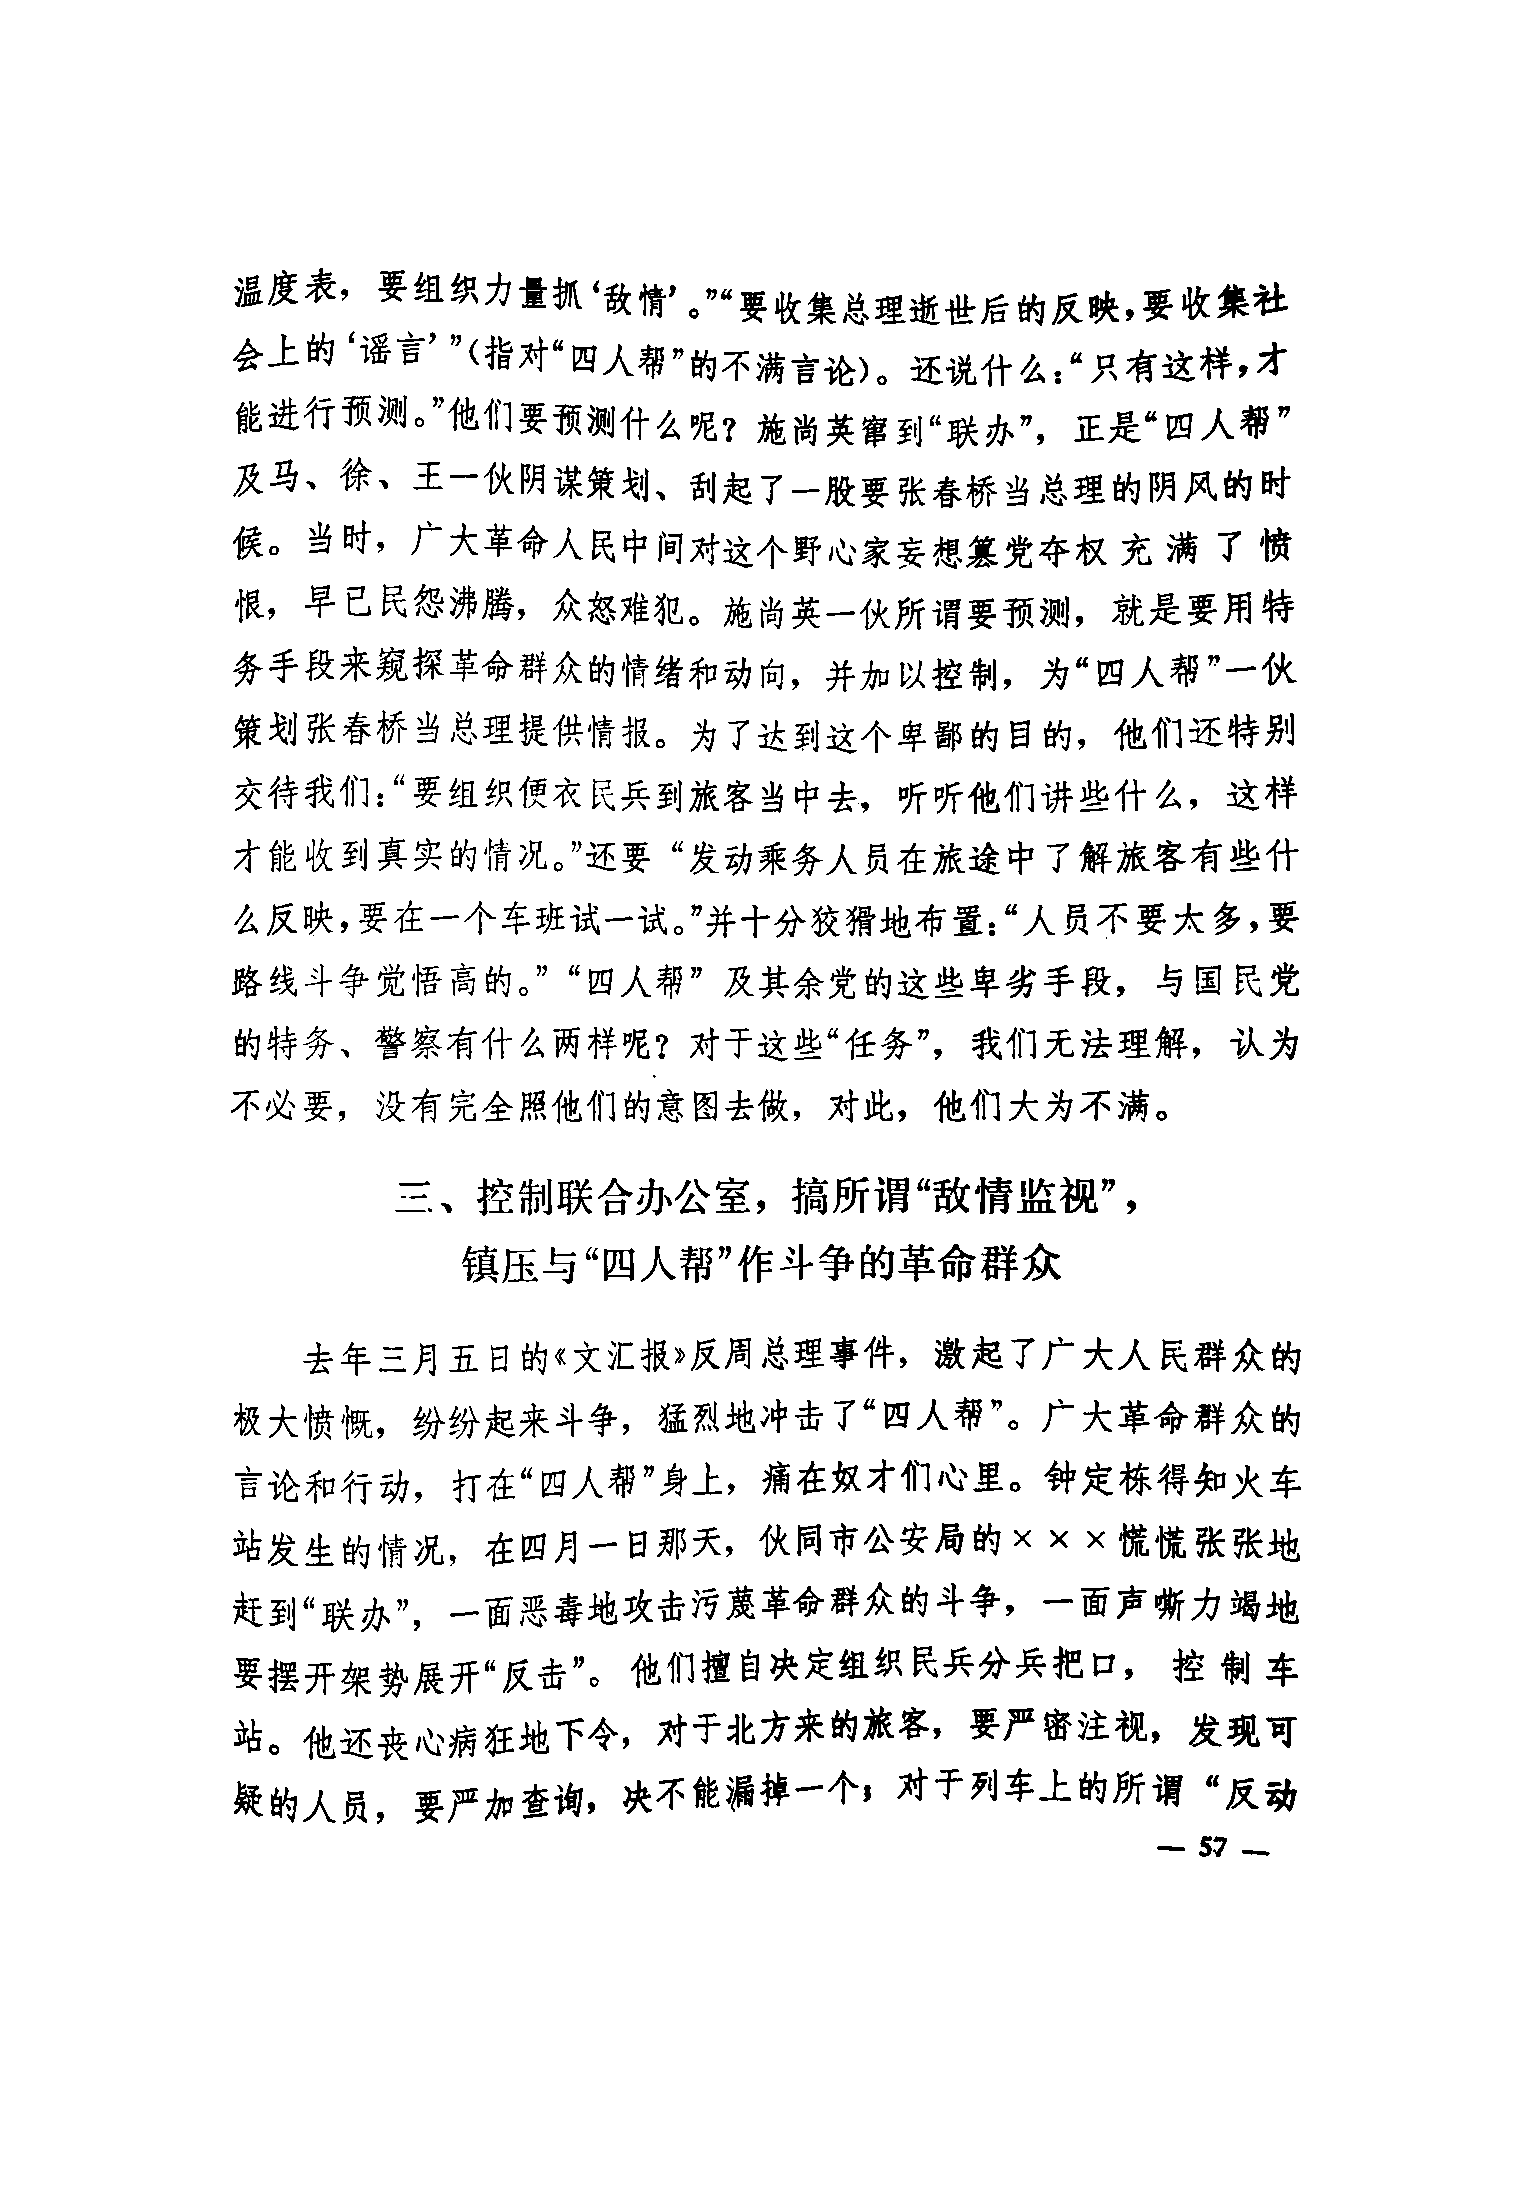 温度表，要组织力量抓‘敌情’。”“要收集总理逝世后的反映，要收集社
会上的‘谣言’”（指对“四人帮”的不满言论）。还说什么：“只有这样，才
能进行预测。”他们要预测什么呢？施尚英窜到“联办”，正是“四人帮”
及马、徐、王一伙阴谋策划、刮起了一股要张春桥当总理的阴风的时
候。当时，广大革命人民中间对这个野心家妄想篡党夺权充满了愤
恨，早已民怨沸腾，众怒难犯。施尚英一伙所谓要预测，就是要用特
务手段来窥探革命群众的情绪和动向，并加以控制，为“四人帮”一伙
策划张春桥当总理提供情报。为了达到这个卑鄙的目的，他们还特别
交待我们：“要组织便衣民兵到旅客当中去，听听他们讲些什么，这样
才能收到真实的情况。”还要“发动乘务人员在旅途中了解旅客有些什
么反映，要在一个车班试一试。”并十分狡猾地布置：“人员不要太多，要
路线斗争觉悟高的。”“四人帮”及其余党的这些卑劣手段，与国民党
的特务、警察有什么两样呢？对于这些“任务”，我们无法理解，认为
不必要，没有完全照他们的意图去做，对此，他们大为不满。
三、控制联合办公室，搞所谓“敌情监视”，
镇压与“四人帮”作斗争的革命群众
去年三月五日的《文汇报》反周总理事件，激起了广大人民群众的
极大愤慨，纷纷起来斗争，猛烈地冲击了“四人帮”。广大革命群众的
言论和行动，打在“四人帮”身上，痛在奴才们心里。钟定栋得知火车
站发生的情况，在四月一日那天，伙同市公安局的×××慌慌张张地
赶到“联办”，一面恶毒地攻击污蔑革命群众的斗争，一面声嘶力竭地
要摆开架势展开“反击”。他们擅自决定组织民兵分兵把口，控制车
站。他还丧心病狂地下令，对于北方来的旅客，要严密注视，发现可
疑的人员，要严加查询，决不能漏掉一个；对于列车上的所谓“反动
— 57 —